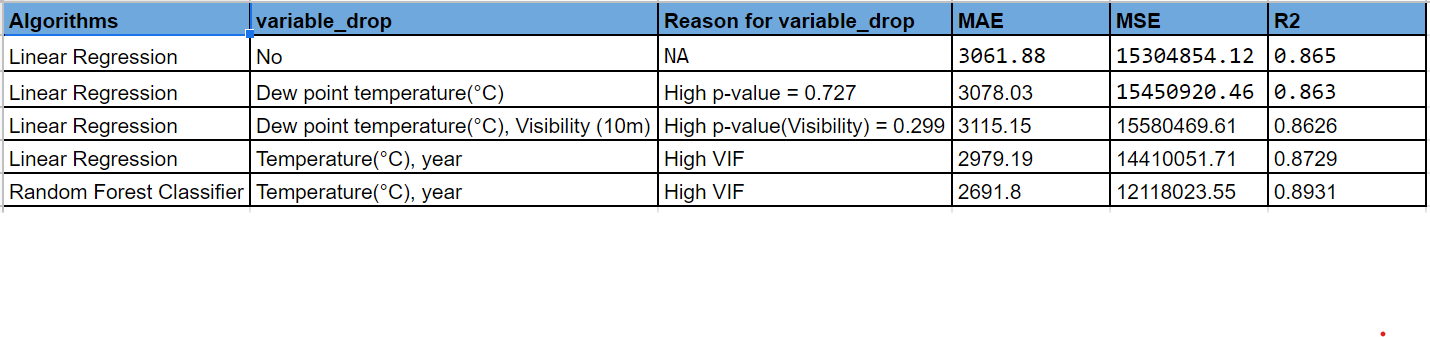 Algorithms variable_drop Reason for variable_drop MAE MSE R2
Linear Regression No NA 3061.88 15304854.12 0.865
Linear Regression Dew point temperature(°C) High p-value = 0.727 3078.03 15450920.46 0.863
Linear Regression Dew point temperature(°C), Visibility (10m) High p-value(Visibility) = 0.299 3115.15 15580469.61 0.8626
Linear Regression Temperature(°C), year High VIF 2979.19 14410051.71 0.8729
Random Forest Classifier Temperature(°C), year High VIF 2691.8 12118023.55 0.8931